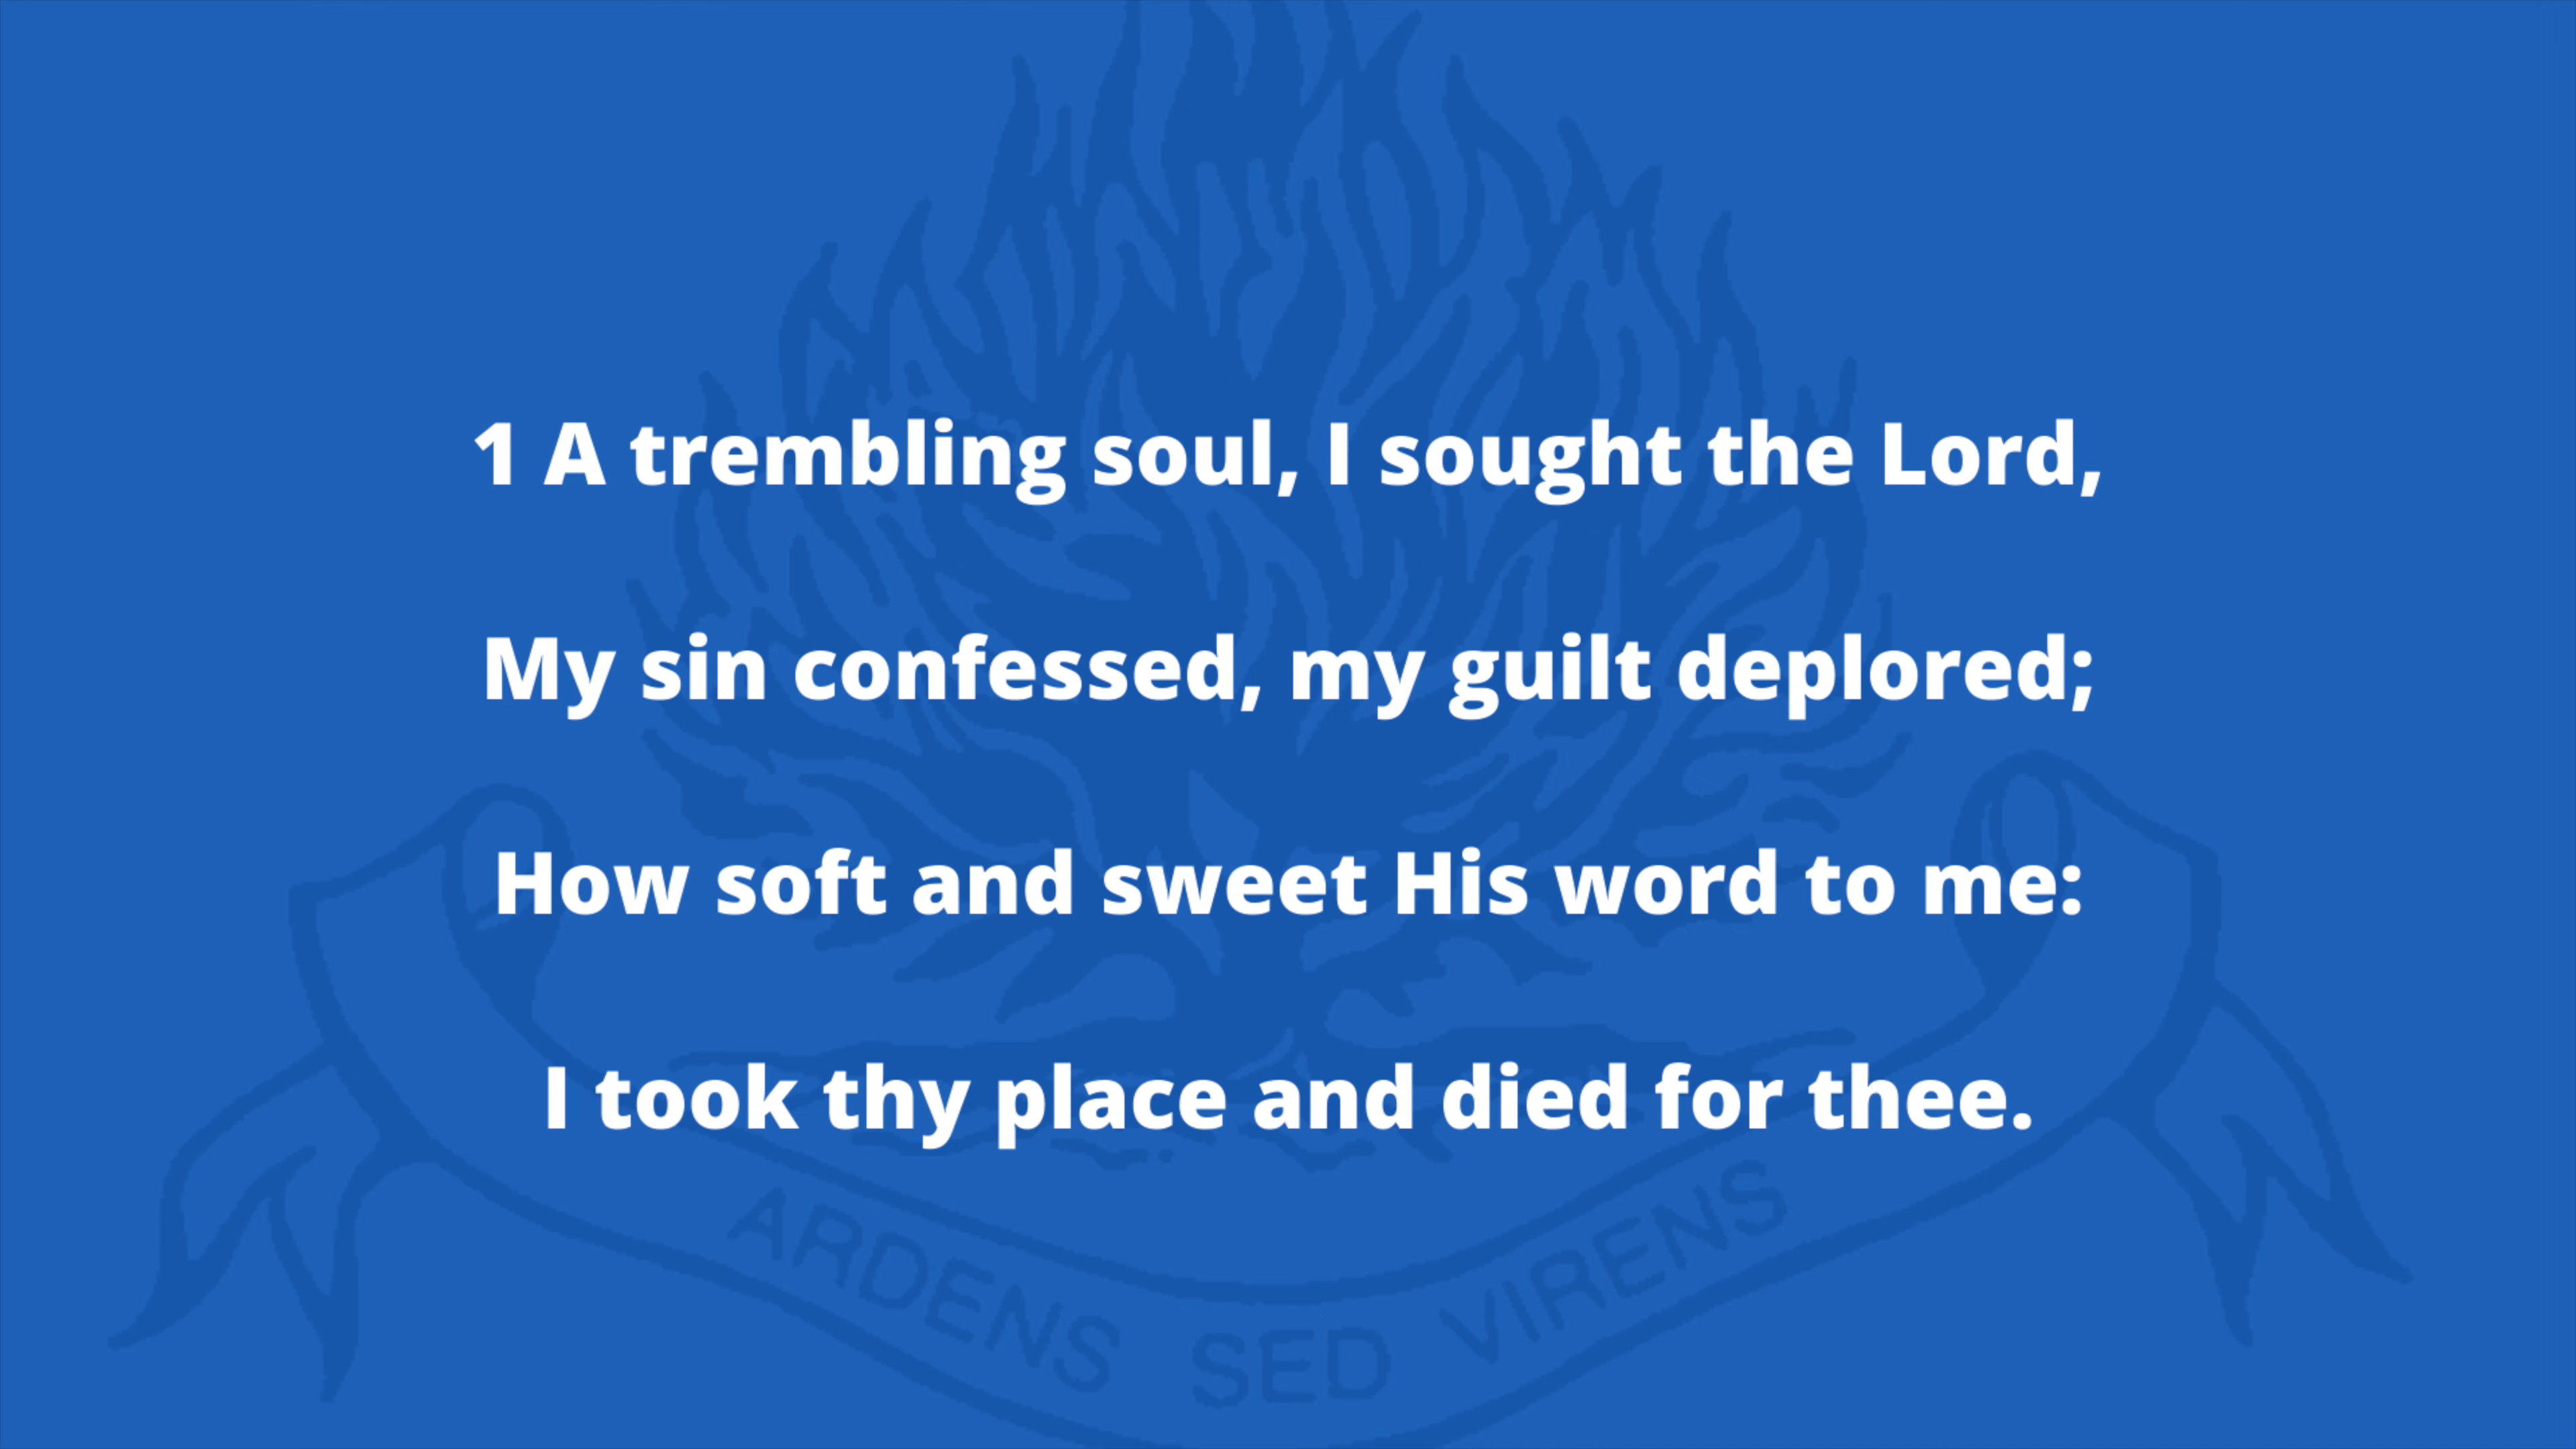 1 A trembling soul, I sought the Lord,
My sin confessed, my guilt deplored;
How soft and sweet His word to me:
I took thy place and died for thee.
ARDENS SED VIRENS